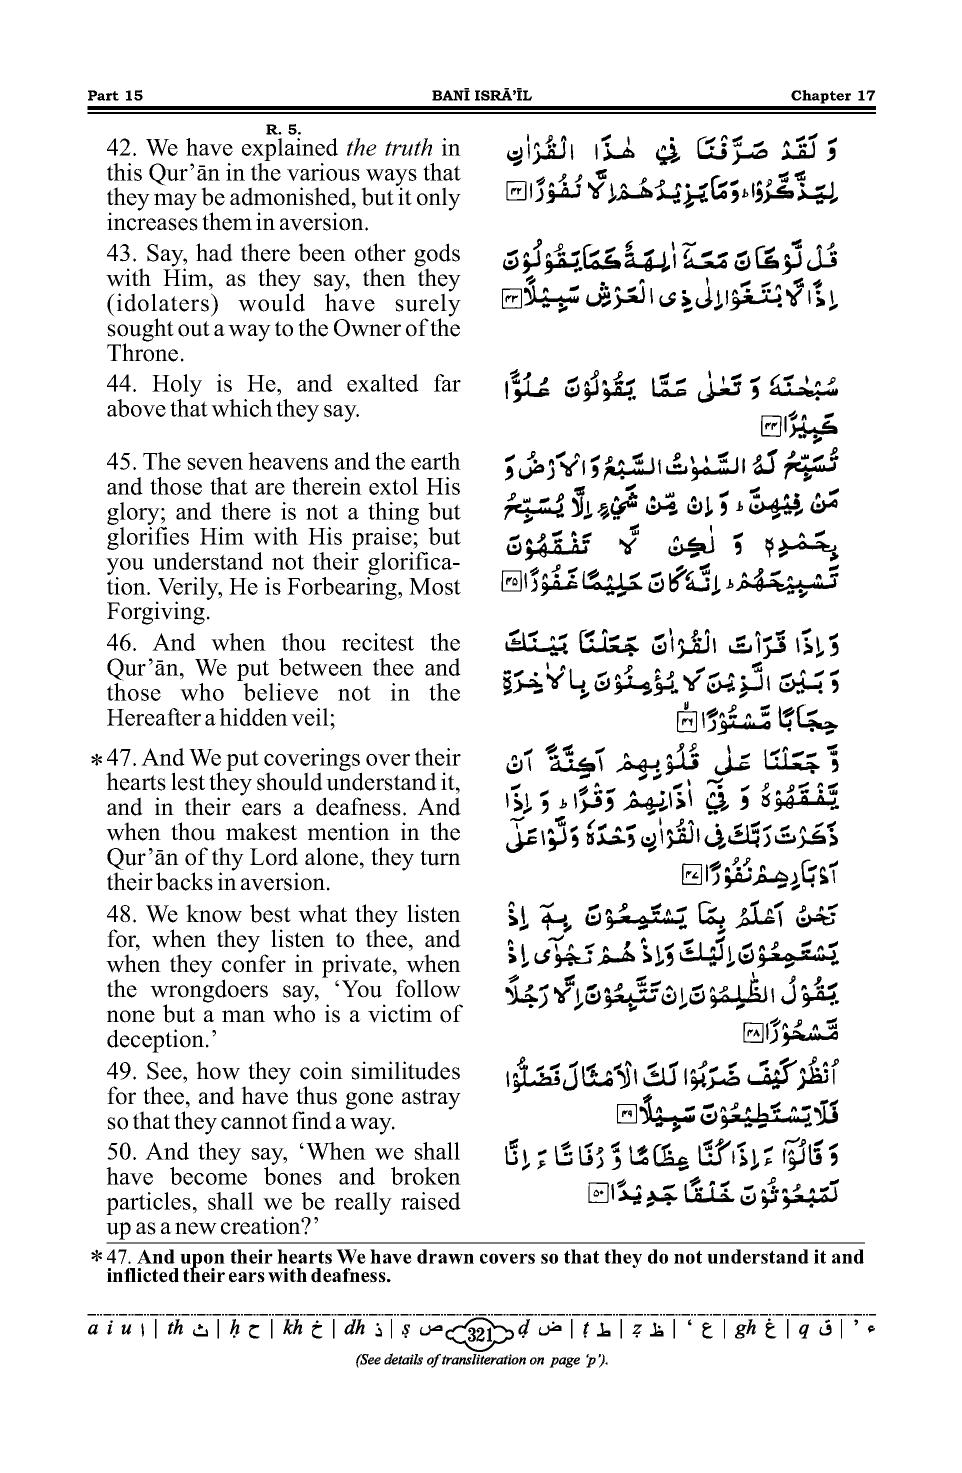 Part 15 BANĪ ISRĀ’ĪL Chapter 17
R. 5.
42. We have explained the truth in
this Qur’ān in the various ways that
they may be admonished, but it only
increases them in aversion.
وَ لَقَدْ صَرَّفْنَا فِيْ هٰذَا الْقُرْاٰنِ
لِيَذَّكَّرُوْا ؕ وَمَا يَزِيْدُهُمْ اِلَّا نُفُوْرًا ۴۲
43. Say, had there been other gods
with Him, as they say, then they
(idolaters) would have surely
sought out a way to the Owner of the
Throne.
قُلْ لَّوْ كَانَ مَعَهٗۤ اٰلِهَةٌ كَمَا يَقُوْلُوْنَ
اِذًا لَّابْتَغَوْا اِلٰى ذِى الْعَرْشِ سَبِيْلًا ۴۳
44. Holy is He, and exalted far
above that which they say.
سُبْحٰنَهٗ وَ تَعٰلٰى عَمَّا يَقُوْلُوْنَ عُلُوًّا
كَبِيْرًا ۴۴
45. The seven heavens and the earth
and those that are therein extol His
glory; and there is not a thing but
glorifies Him with His praise; but
you understand not their glorifica-
tion. Verily, He is Forbearing, Most
Forgiving.
تُسَبِّحُ لَهُ السَّمٰوٰتُ السَّبْعُ وَ الْاَرْضُ وَ
مَنْ فِيْهِنَّ ؕ وَ اِنْ مِّنْ شَيْءٍ اِلَّا يُسَبِّحُ
بِحَمْدِهٖ وَ لٰكِنْ لَّا تَفْقَهُوْنَ
تَسْبِيْحَهُمْ ؕ اِنَّهٗ كَانَ حَلِيْمًا غَفُوْرًا ۴۵
46. And when thou recitest the
Qur’ān, We put between thee and
those who believe not in the
Hereafter a hidden veil;
وَ اِذَا قَرَاْتَ الْقُرْاٰنَ جَعَلْنَا بَيْنَكَ
وَ بَيْنَ الَّذِيْنَ لَا يُؤْمِنُوْنَ بِالْاٰخِرَةِ
حِجَابًا مَّسْتُوْرًا ۴۶
* 47. And We put coverings over their
hearts lest they should understand it,
and in their ears a deafness. And
when thou makest mention in the
Qur’ān of thy Lord alone, they turn
their backs in aversion.
وَّ جَعَلْنَا عَلٰى قُلُوْبِهِمْ اَكِنَّةً اَنْ
يَّفْقَهُوْهُ وَ فِيْۤ اٰذَانِهِمْ وَقْرًا ؕ وَ اِذَا
ذَكَرْتَ رَبَّكَ فِى الْقُرْاٰنِ وَحْدَهٗ وَلَّوْا عَلٰۤى
اَدْبَارِهِمْ نُفُوْرًا ۴۷
48. We know best what they listen
for, when they listen to thee, and
when they confer in private, when
the wrongdoers say, ‘You follow
none but a man who is a victim of
deception.’
نَحْنُ اَعْلَمُ بِمَا يَسْتَمِعُوْنَ بِهٖۤ اِذْ
يَسْتَمِعُوْنَ اِلَيْكَ وَ اِذْ هُمْ نَجْوٰۤى اِذْ
يَقُوْلُ الظّٰلِمُوْنَ اِنْ تَتَّبِعُوْنَ اِلَّا رَجُلًا
مَّسْحُوْرًا ۴۸
49. See, how they coin similitudes
for thee, and have thus gone astray
so that they cannot find a way.
اُنْظُرْ كَيْفَ ضَرَبُوْا لَكَ الْاَمْثَالَ فَضَلُّوْا
فَلَا يَسْتَطِيْعُوْنَ سَبِيْلًا ۴۹
50. And they say, ‘When we shall
have become bones and broken
particles, shall we be really raised
up as a new creation?’
وَ قَالُوْۤا ءَاِذَا كُنَّا عِظَامًا وَّ رُفَاتًا ءَاِنَّا
لَمَبْعُوْثُوْنَ خَلْقًا جَدِيْدًا ۵۰
* 47. And upon their hearts We have drawn covers so that they do not understand it and
inflicted their ears with deafness.
a i u ا | th ث | ḥ ح | kh خ | dh ذ | ṣ ص 321 ḍ ض | ṭ ط | ẓ ظ | ‘ ع | gh غ | q ق | ’ ء
(See details of transliteration on page ‘p’).